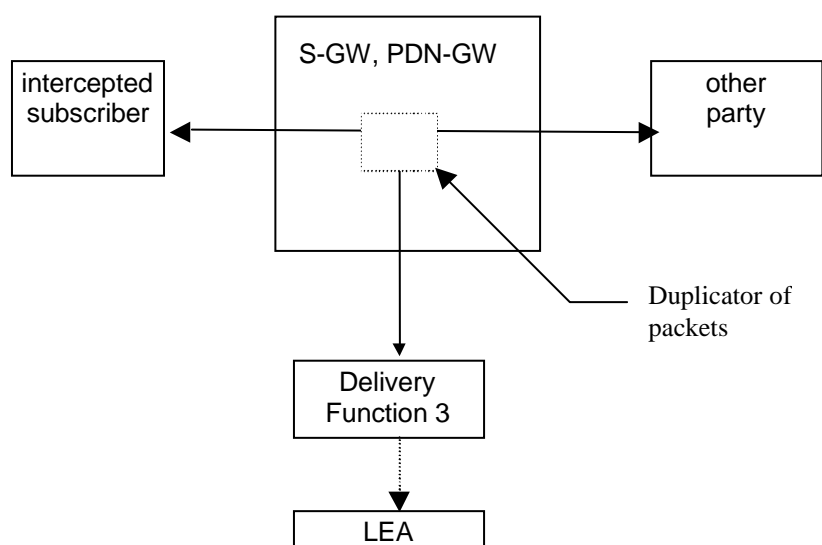 S-GW, PDN-GW
intercepted
subscriber
other
party
Duplicator of
packets
Delivery
Function 3
LEA